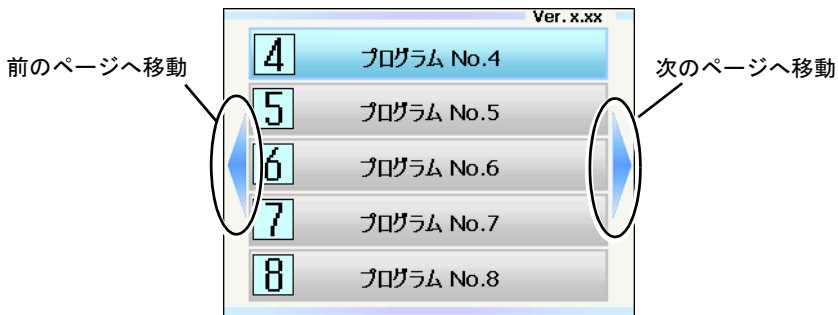 Ver.x.xx
前のページへ移動
次のページへ移動
4 プログラム No.4
5 プログラム No.5
6 プログラム No.6
7 プログラム No.7
8 プログラム No.8